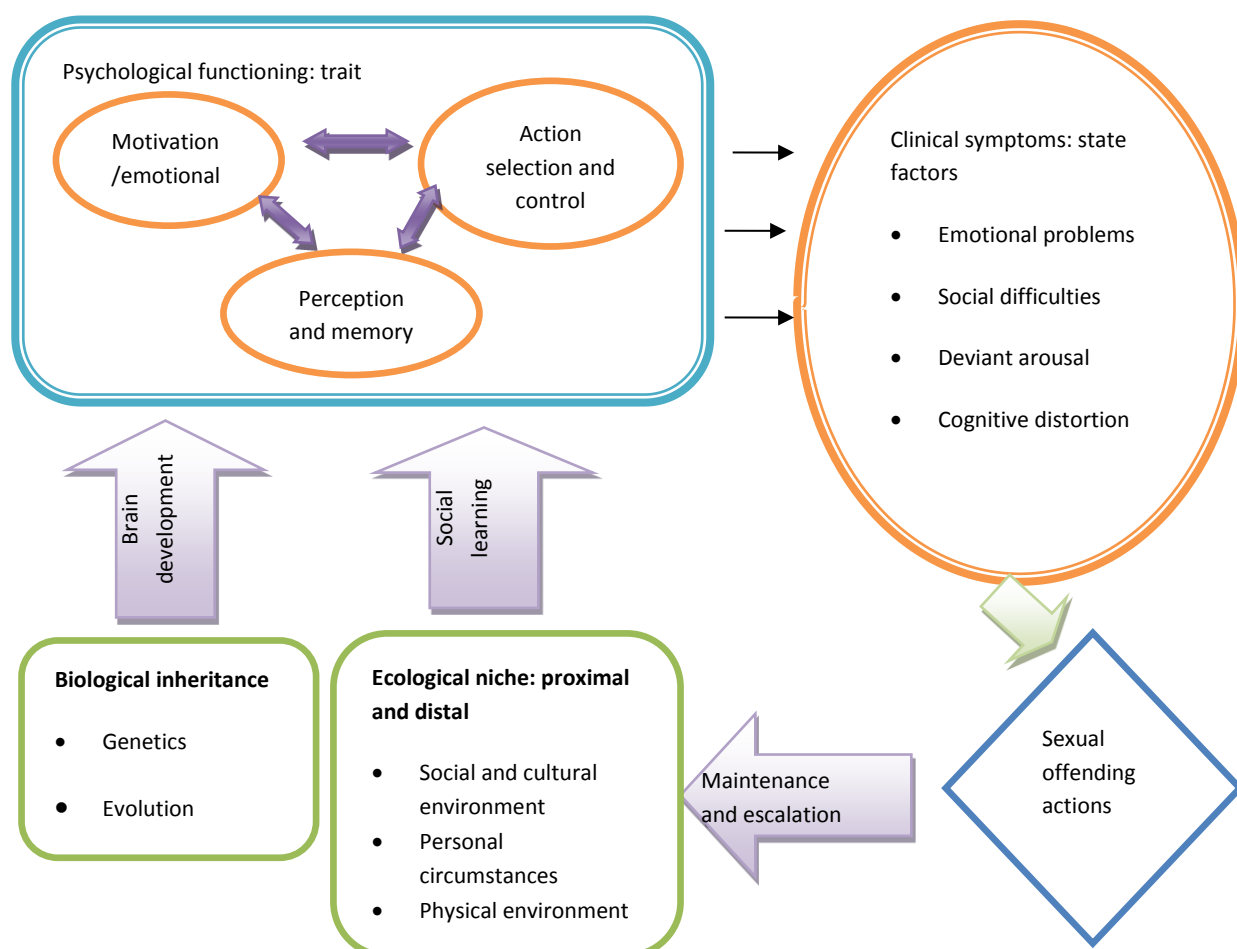 Psychological functioning: trait
Motivation
/emotional
Action
selection and
control
Perception
and memory
Clinical symptoms: state
factors
• Emotional problems
• Social difficulties
• Deviant arousal
• Cognitive distortion
Brain
development
Social
learning
Biological inheritance
• Genetics
• Evolution
Ecological niche: proximal
and distal
• Social and cultural
environment
• Personal
circumstances
• Physical environment
Maintenance
and escalation
Sexual
offending
actions